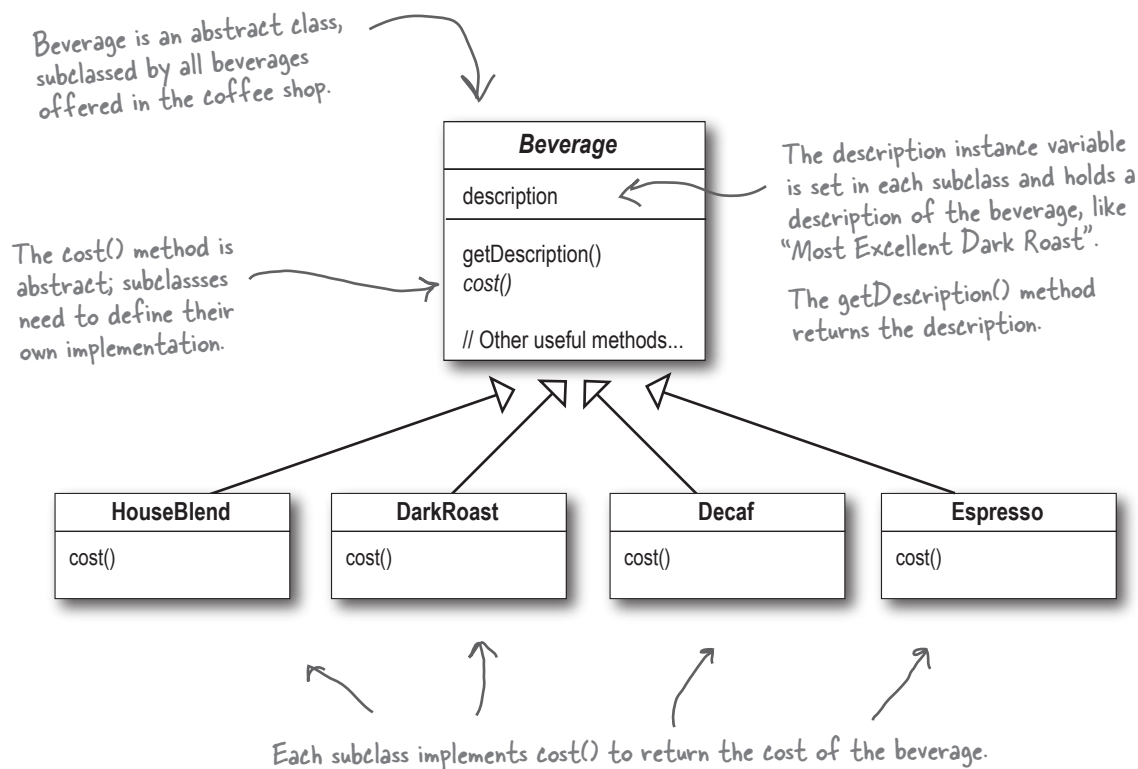 Beverage is an abstract class,
subclassed by all beverages
offered in the coffee shop.
Beverage
description
getDescription()
cost()
// Other useful methods...
The description instance variable
is set in each subclass and holds a
description of the beverage, like
“Most Excellent Dark Roast”.
The getDescription() method
returns the description.
The cost() method is
abstract; subclassses
need to define their
own implementation.
HouseBlend
cost()
DarkRoast
cost()
Decaf
cost()
Espresso
cost()
Each subclass implements cost() to return the cost of the beverage.